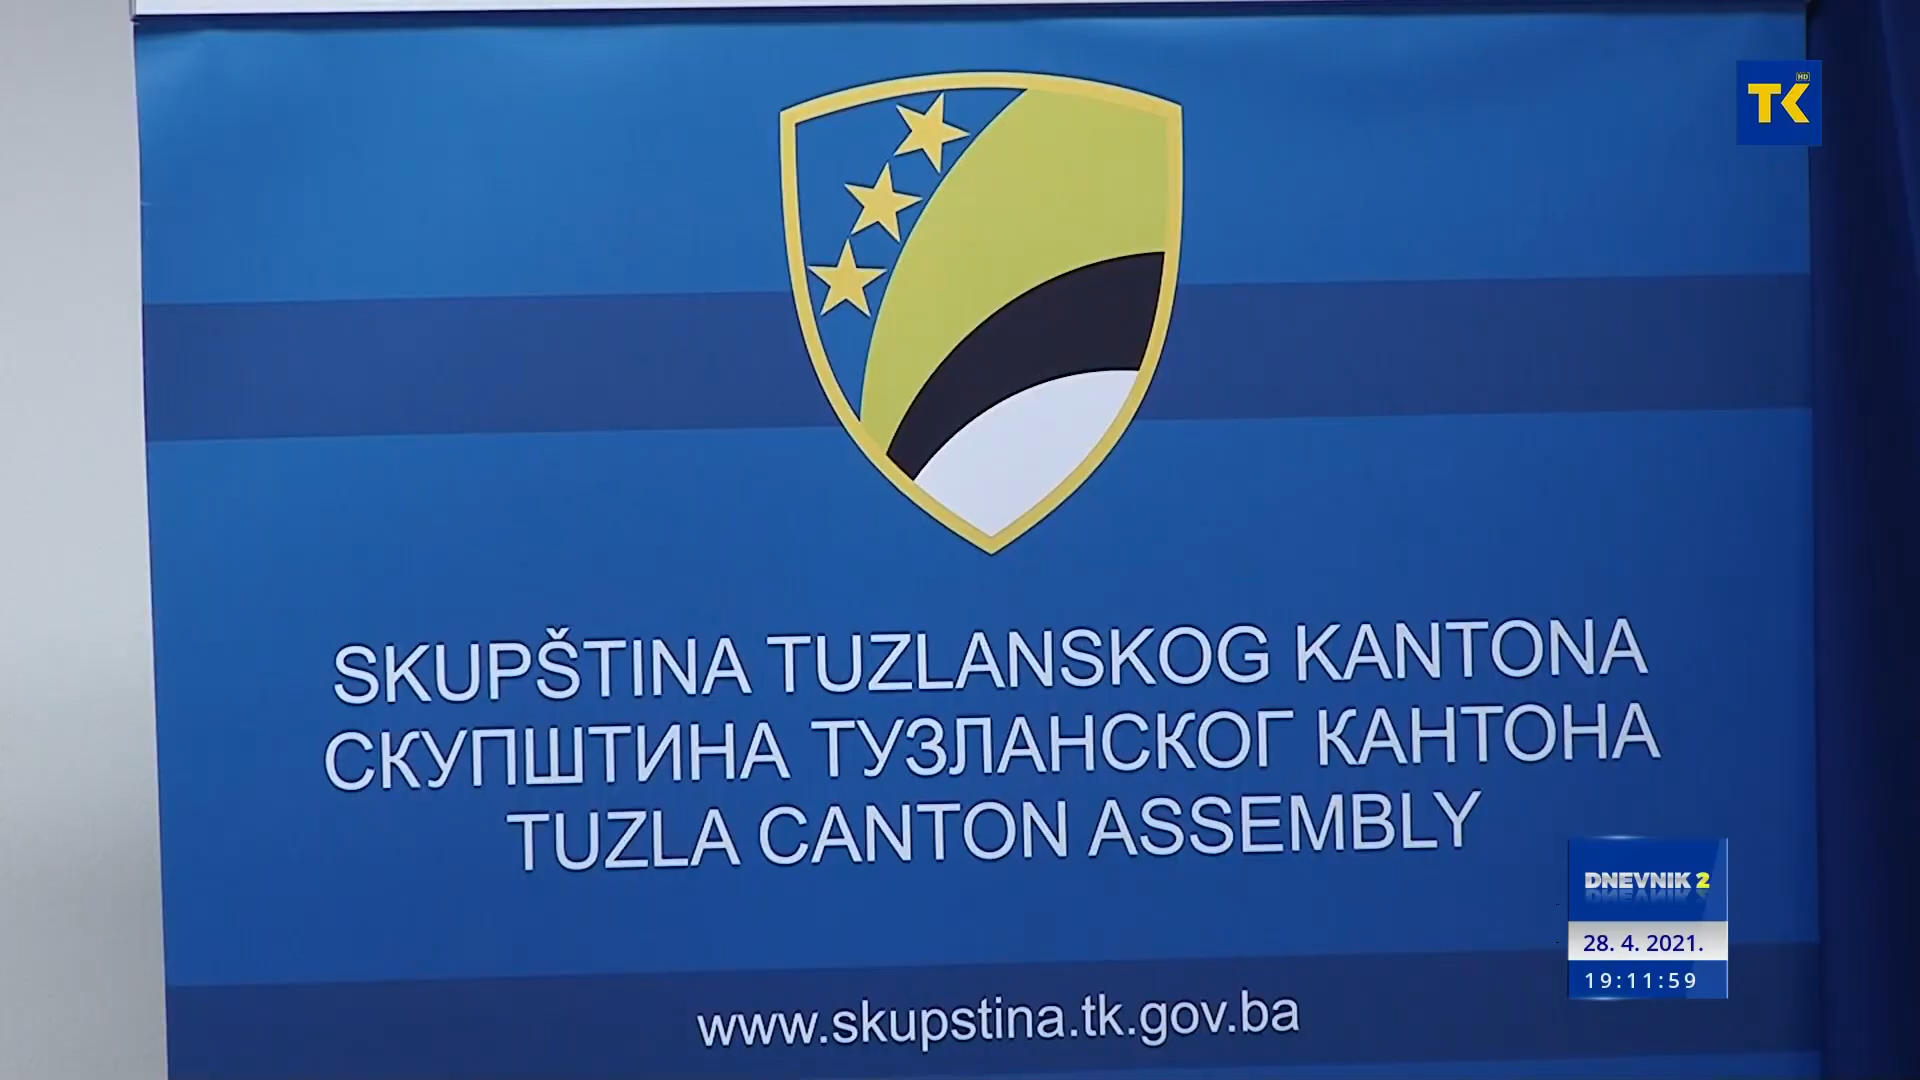 HD
TK
SKUPŠTINA TUZLANSKOG KANTONA
СКУПШТИНА ТУЗЛАНСКОГ КАНТОНА
TUZLA CANTON ASSEMBLY
DNEVNIK 2
28. 4. 2021.
19:11:59
www.skupstina.tk.gov.ba